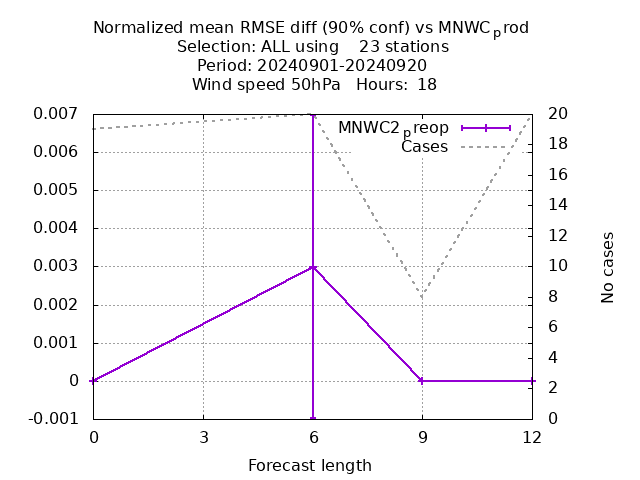 Normalized mean RMSE diff (90% conf) vs MNWCprod
Selection: ALL using    23 stations
Period: 20240901-20240920
Wind speed 50hPa   Hours: 18
0.007
0.006
0.005
0.004
0.003
0.002
0.001
0
-0.001
MNWC2preop
Cases
20
18
16
14
12
10
8
6
4
2
0
No cases
0 3 6 9 12
Forecast length